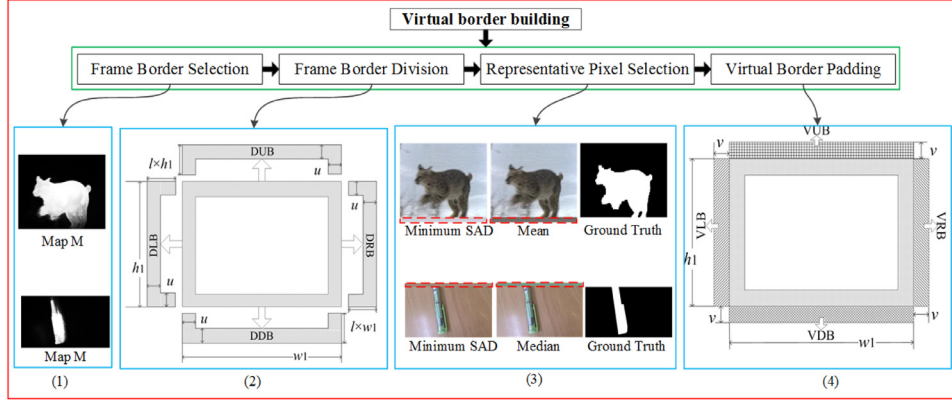 Virtual border building
Frame Border Selection
Frame Border Division
Representative Pixel Selection
Virtual Border Padding
Map M
Map M
(1)
l×h1
DUB
u
u
DLB
DRB
h1
u
u
DDB
l×w1
w1
(2)
Minimum SAD
Mean
Ground Truth
Minimum SAD
Median
Ground Truth
(3)
VUB
v
v
VLB
VRB
h1
v
v
VDB
w1
(4)